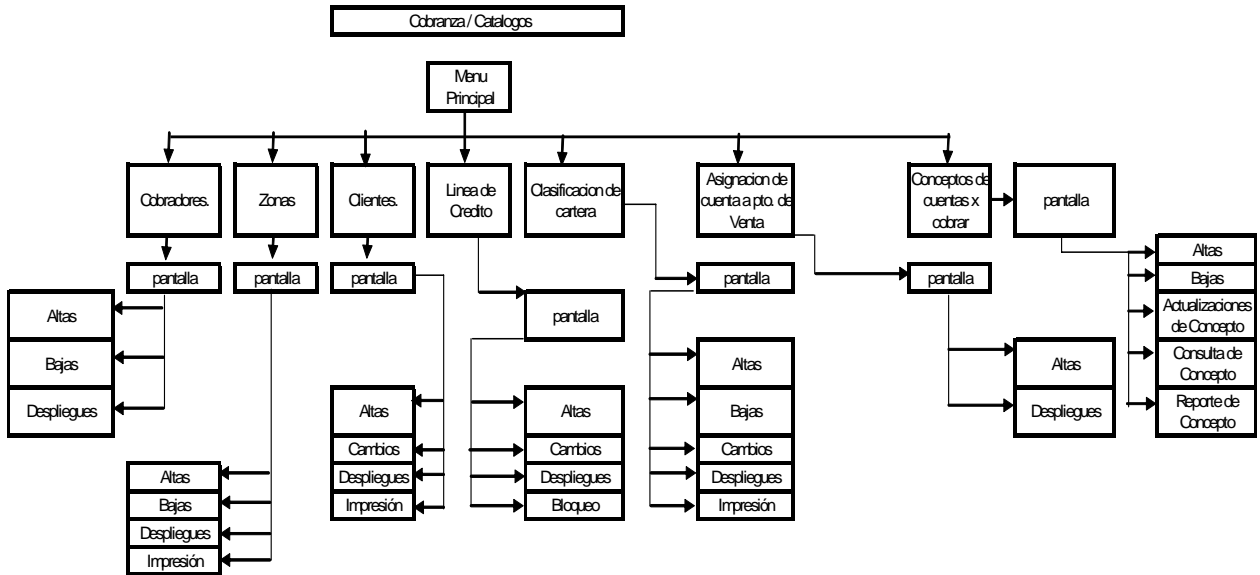 Cobranza / Catalogos
Menu
Principal
Cobradores.
Zonas
Clientes.
Linea de
Credito
Clasificacion de
cartera
Asignacion de
cuenta a pto. de
Venta
Conceptos de
cuentas x
cobrar
pantalla
pantalla
pantalla
pantalla
pantalla
pantalla
pantalla
Altas
Bajas
Despliegues
Altas
Bajas
Despliegues
Impresión
Altas
Cambios
Despliegues
Impresión
Altas
Cambios
Despliegues
Bloqueo
Altas
Bajas
Cambios
Despliegues
Impresión
Altas
Despliegues
Altas
Bajas
Actualizaciones
de Concepto
Consulta de
Concepto
Reporte de
Concepto